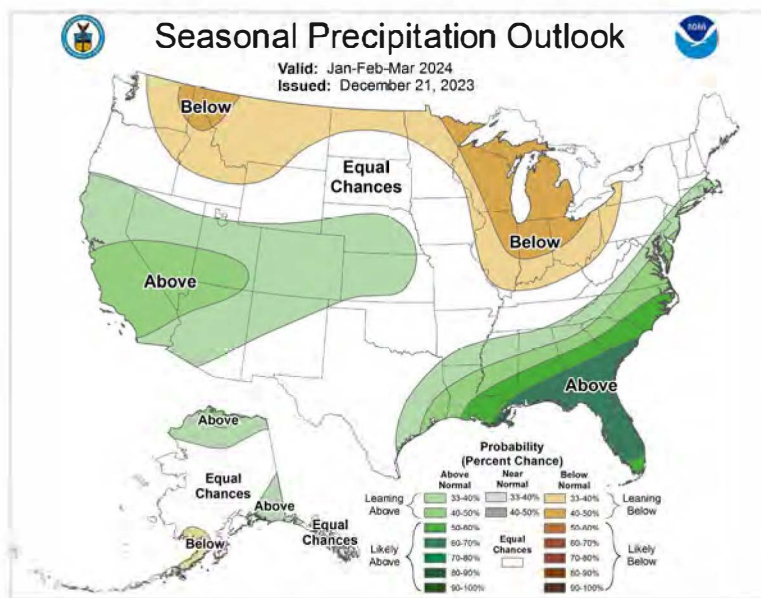 NOAA
Seasonal Precipitation Outlook
Valid: Jan-Feb-Mar 2024
Issued: December 21, 2023
Below
Equal
Chances
Below
Above
Above
Above
Equal
Chances
Above
Equal
Chances
Below
Probability
(Percent Chance)
Above
Normal
Near
Normal
Below
Normal
Leaning
Above
33-40%
33-40%
33-40%
Leaning
Below
40-50%
40-50%
40-50%
Likely
Above
50-60%
60-70%
70-80%
80-90%
90-100%
Equal
Chances
50-60%
60-70%
70-80%
80-90%
90-100%
Likely
Below